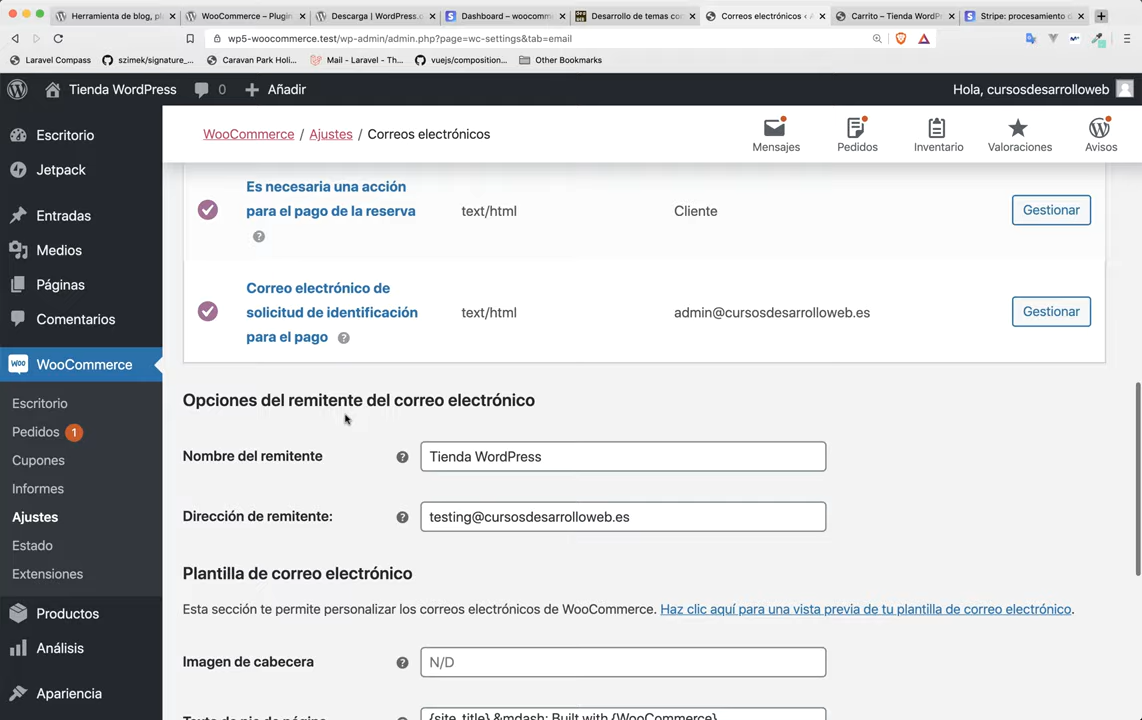 Herramienta de blog, pl
WooCommerce – Plugin
Descarga | WordPress.o
Dashboard – woocomm
Desarrollo de temas co
Correos electrónicos ‹
Carrito – Tienda WordPr
Stripe: procesamiento d
wp5-woocommerce.test/wp-admin/admin.php?page=wc-settings&tab=email
Laravel Compass
szimek/signature_...
Caravan Park Holi...
Mail - Laravel - Th...
vuejs/composition...
Other Bookmarks
Tienda WordPress
0
Añadir
Hola, cursosdesarrolloweb
WooCommerce / Ajustes / Correos electrónicos
Mensajes
Pedidos
Inventario
Valoraciones
Avisos
Escritorio
Jetpack
Entradas
Medios
Páginas
Comentarios
Woo
WooCommerce
Escritorio
Pedidos 1
Cupones
Informes
Ajustes
Estado
Extensiones
Productos
Análisis
Apariencia
Es necesaria una acción
para el pago de la reserva
?
text/html
Cliente
Gestionar
Correo electrónico de
solicitud de identificación
para el pago ?
text/html
admin@cursosdesarrolloweb.es
Gestionar
Opciones del remitente del correo electrónico
Nombre del remitente ? Tienda WordPress
Dirección de remitente: ? testing@cursosdesarrolloweb.es
Plantilla de correo electrónico
Esta sección te permite personalizar los correos electrónicos de WooCommerce. Haz clic aquí para una vista previa de tu plantilla de correo electrónico.
Imagen de cabecera ? N/D
Texto de pie de página {site_title} &mdash; Built with {WooCommerce}